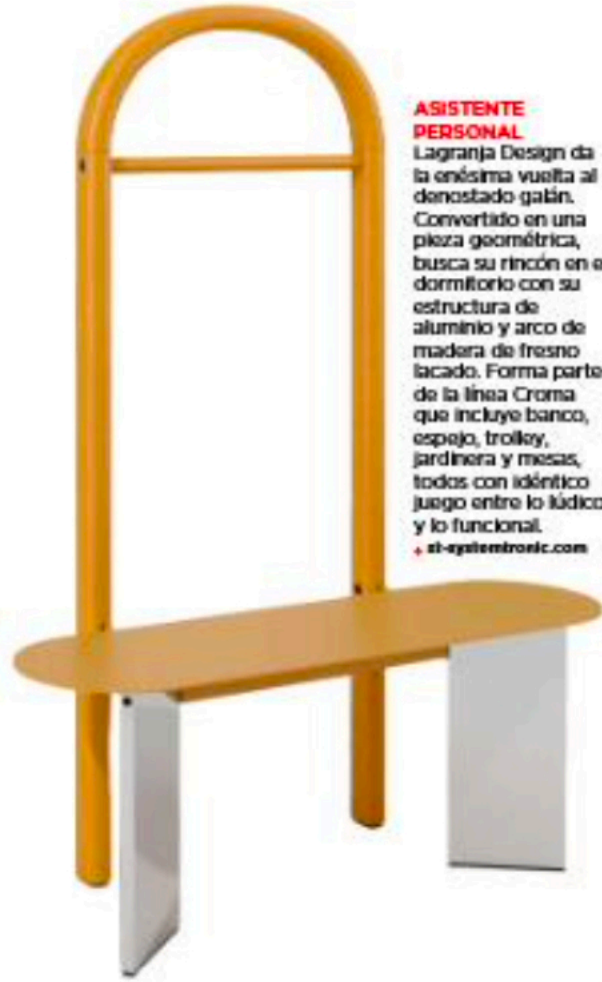 ASISTENTE
PERSONAL
Lagranja Design da
la enésima vuelta al
denostado galán.
Convertido en una
pieza geométrica,
busca su rincón en e
dormitorio con su
estructura de
aluminio y arco de
madera de fresno
lacado. Forma parte
de la línea Croma
que incluye banco,
espejo, trolley,
jardinera y mesas,
todos con idéntico
juego entre lo lúdico
y lo funcional.
+ st-systemtronic.com